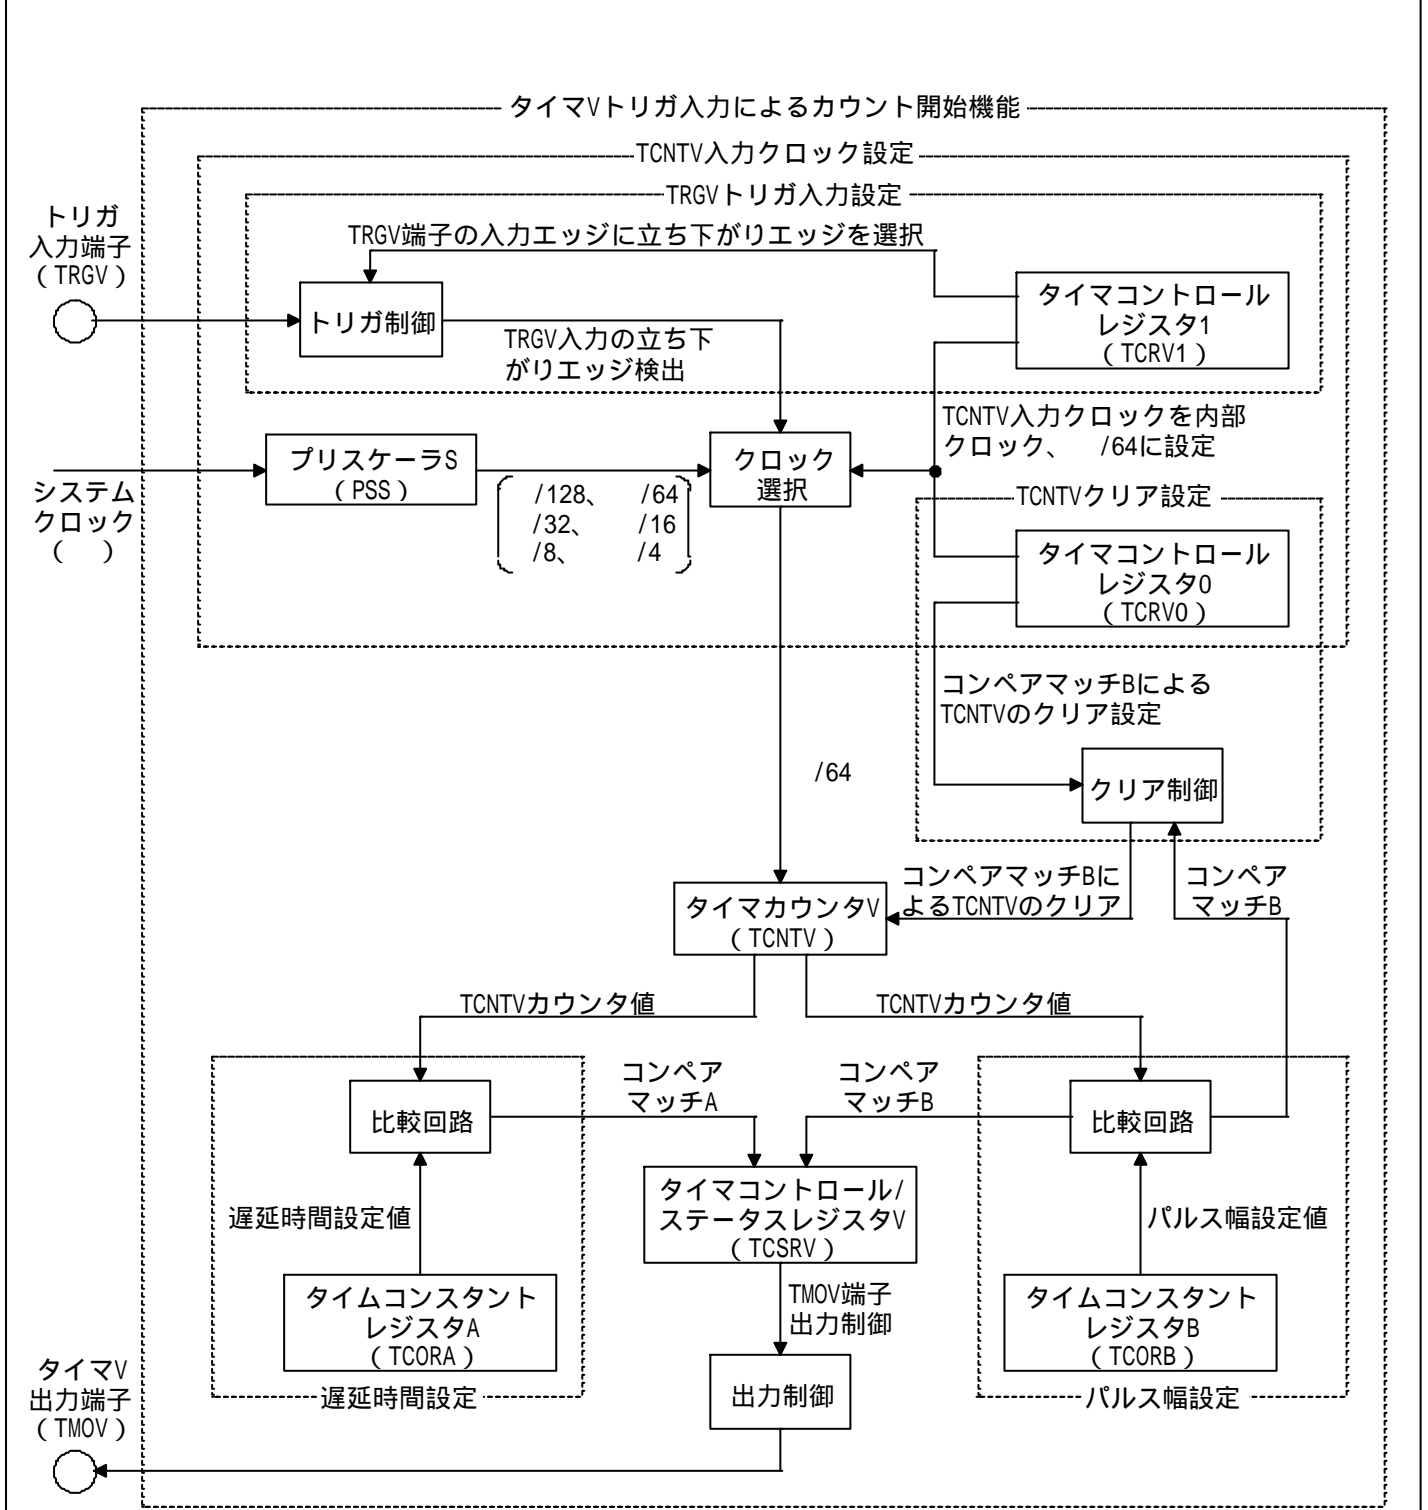 タイマVトリガ入力によるカウント開始機能
TCNTV入力クロック設定
TRGVトリガ入力設定
トリガ
入力端子
(TRGV)
TRGV端子の入力エッジに立ち下がりエッジを選択
トリガ制御
タイマコントロール
レジスタ1
(TCRV1)
TRGV入力の立ち下
がりエッジ検出
TCNTV入力クロックを内部
クロック、 /64に設定
プリスケーラS
(PSS)
クロック
選択
システム
クロック
( )
/128、 /64
/32、 /16
/8、 /4
TCNTVクリア設定
タイマコントロール
レジスタ0
(TCRV0)
コンペアマッチBによる
TCNTVのクリア設定
/64
クリア制御
タイマカウンタV
(TCNTV)
コンペアマッチBに
よるTCNTVのクリア
コンペア
マッチB
TCNTVカウンタ値
TCNTVカウンタ値
比較回路
コンペア
マッチA
コンペア
マッチB
比較回路
遅延時間設定値
タイマコントロール/
ステータスレジスタV
(TCSRV)
パルス幅設定値
タイムコンスタント
レジスタA
(TCORA)
TMOV端子
出力制御
タイムコンスタント
レジスタB
(TCORB)
遅延時間設定
出力制御
パルス幅設定
タイマV
出力端子
(TMOV)